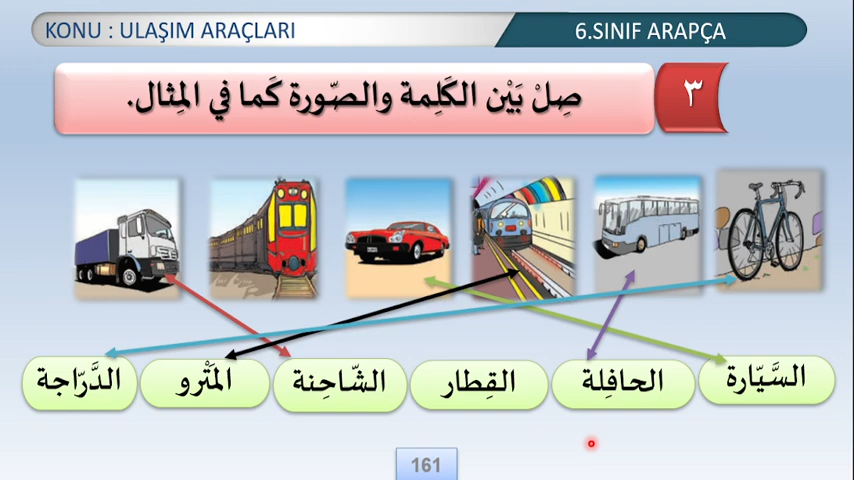 KONU : ULAŞIM ARAÇLARI
6.SINIF ARAPÇA
٣
صِلْ بَيْن الكَلِمة والصّورة كَما في المِثال.
السَّيّارة
الحافِلة
القِطار
الشّاحِنة
المَتْرو
الدَّرّاجة
161